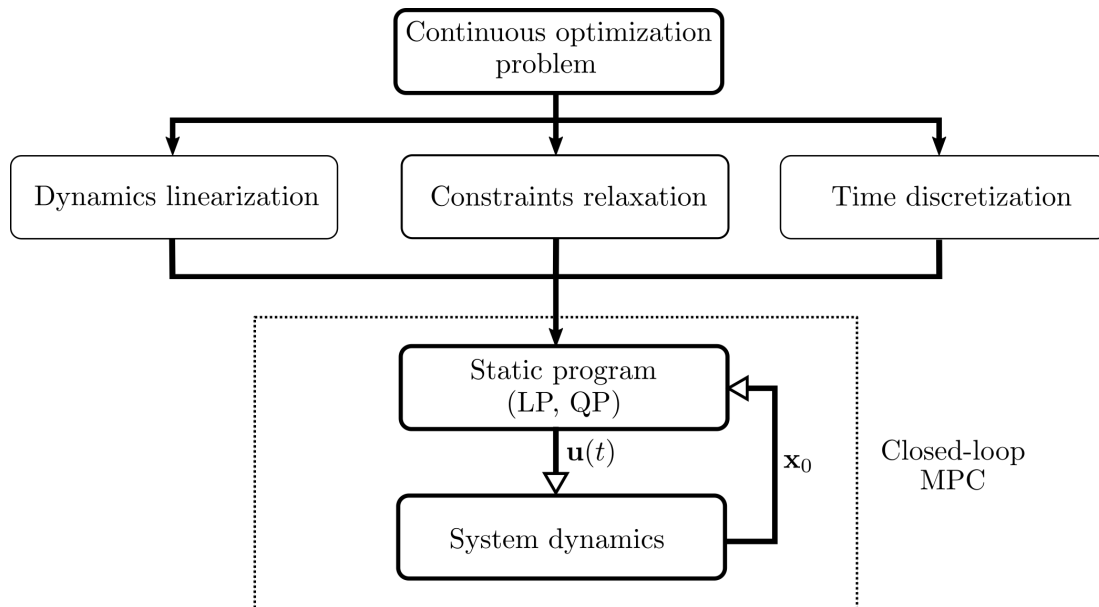 Continuous optimization
problem
Dynamics linearization
Constraints relaxation
Time discretization
Static program
(LP, QP)
𝐮(t)
𝐱₀
Closed-loop
MPC
System dynamics